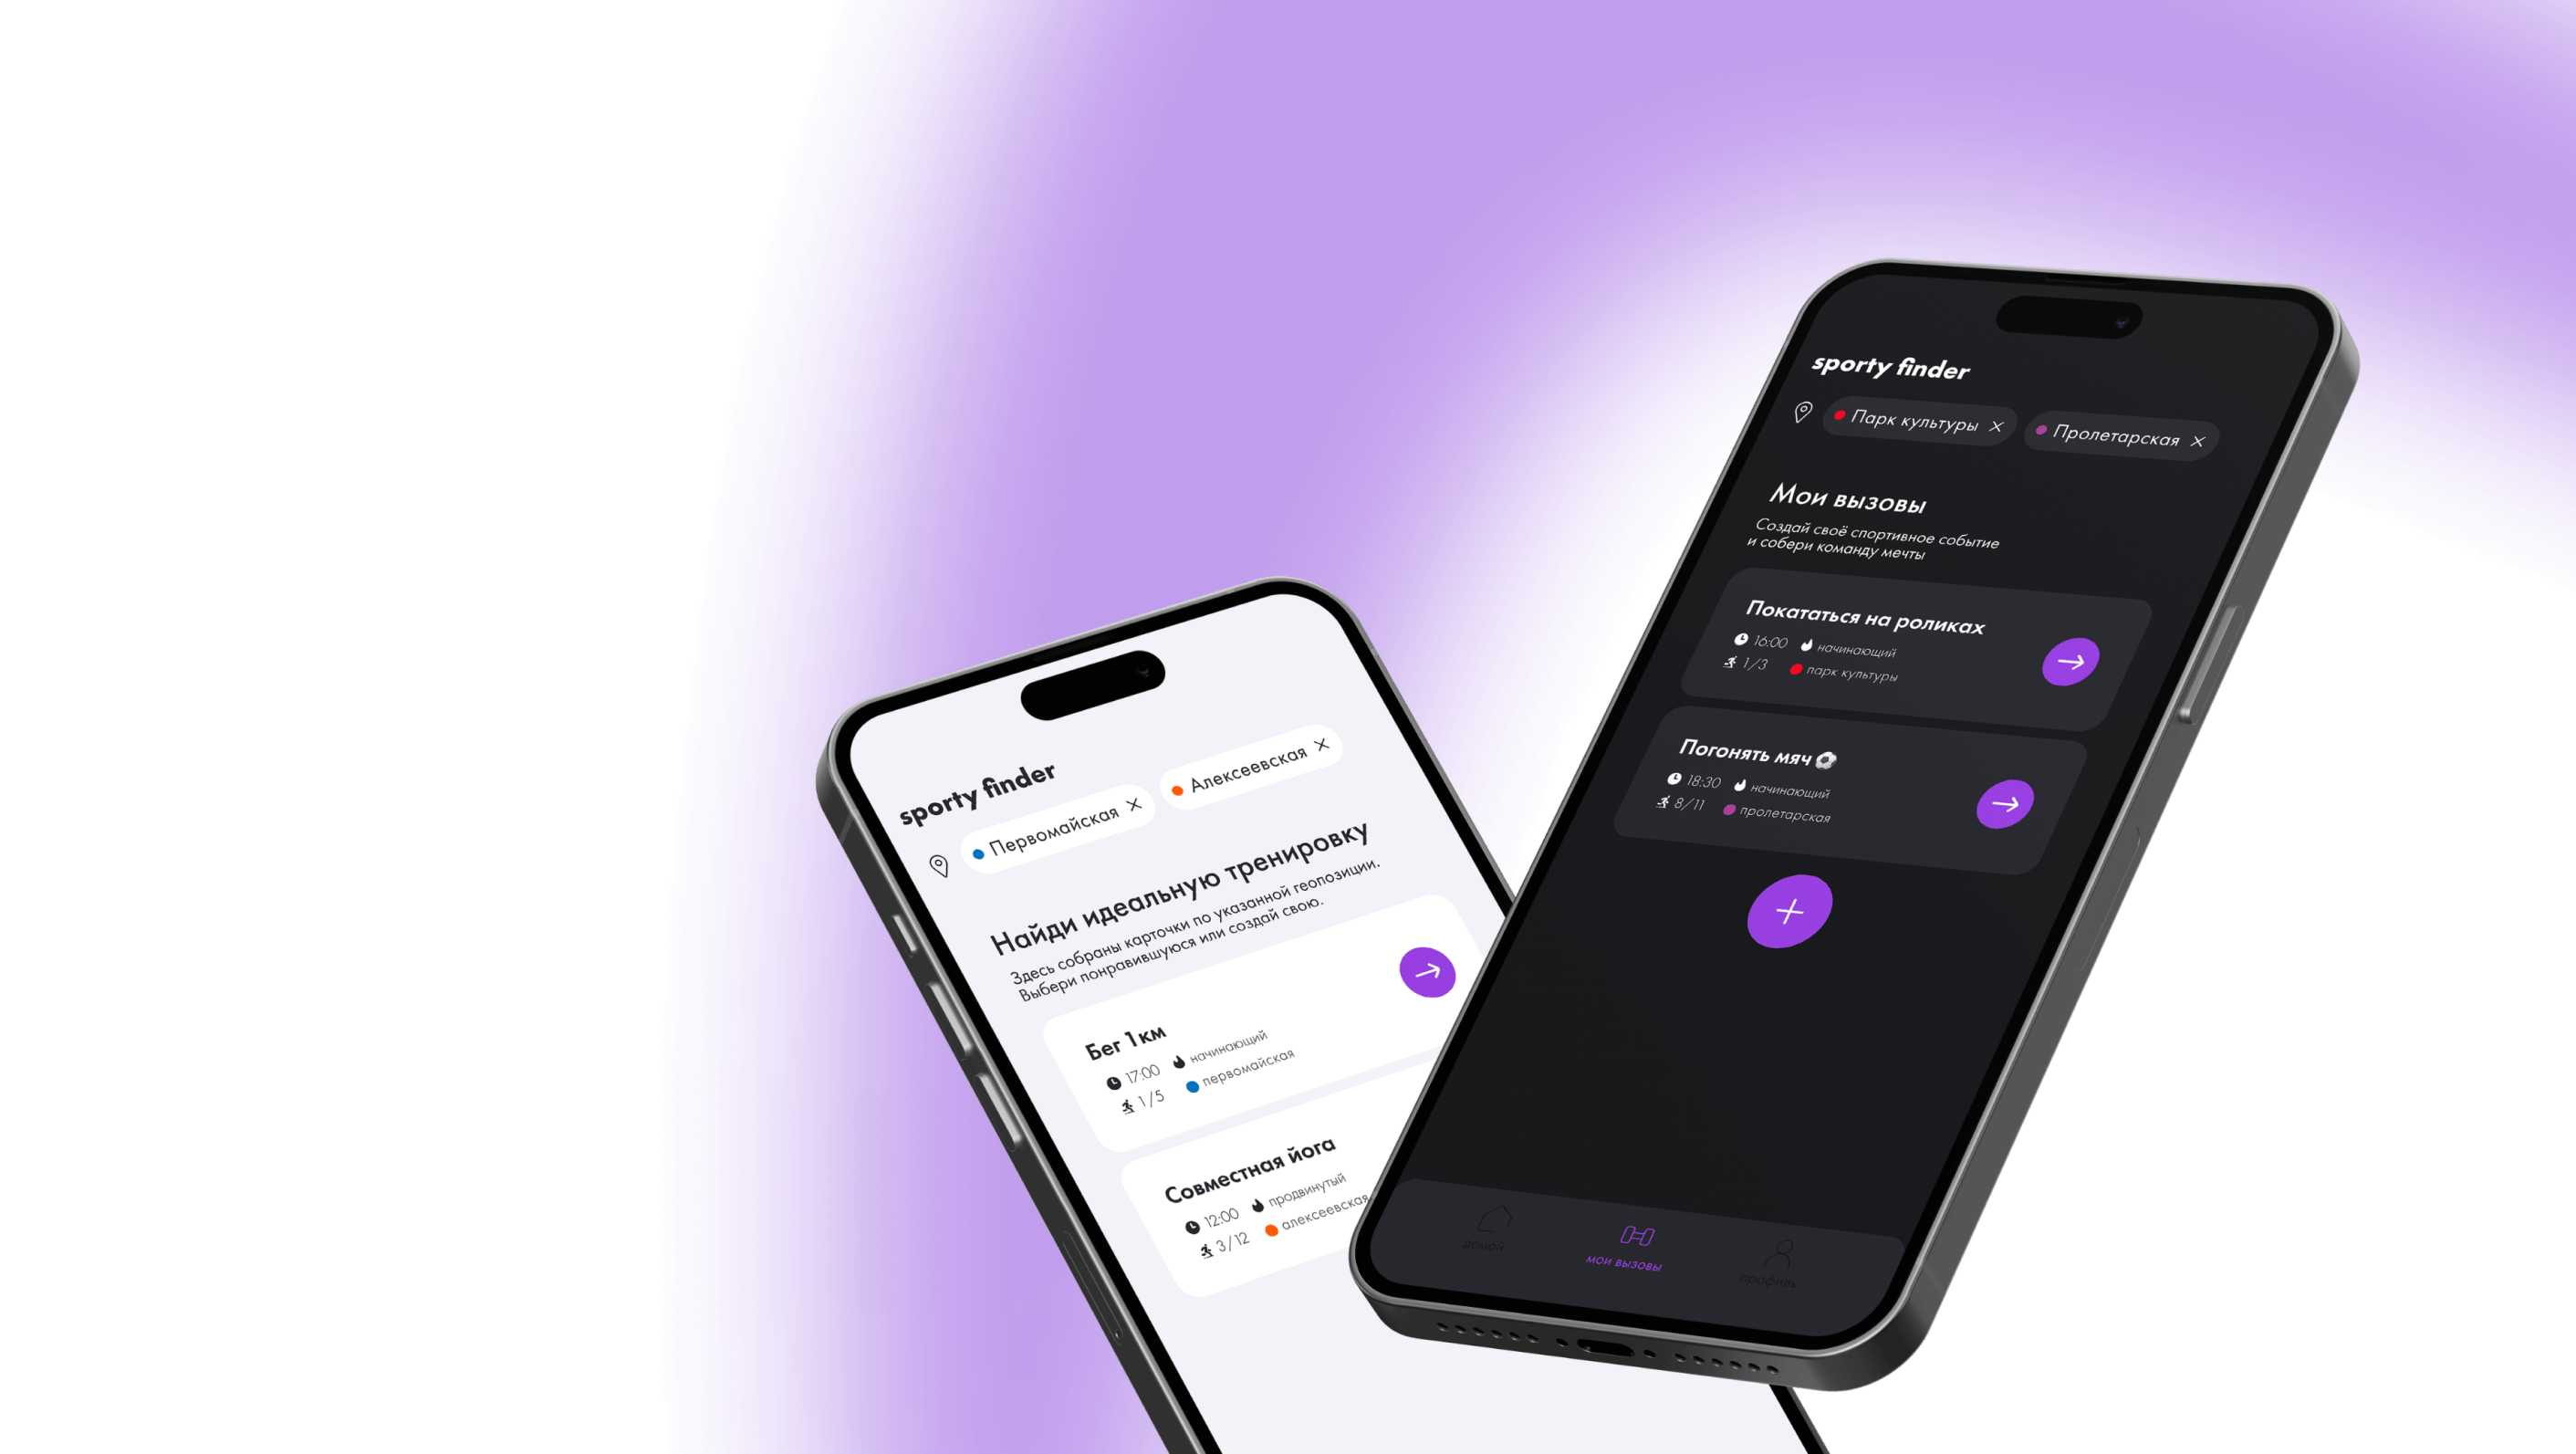 sporty finder
Первомайская
Алексеевская
Найди идеальную тренировку
Здесь собраны карточки по указанной геопозиции.
Выбери понравившуюся или создай свою.
Бег 1 км
17:00 начинающий
1/5 первомайская
Совместная йога
12:00 продвинутый
3/12 алексеевская
sporty finder
Парк культуры
Пролетарская
Мои вызовы
Создай своё спортивное событие
и собери команду мечты
Покататься на роликах
16:00 начинающий
1/3 парк культуры
Погонять мяч ⚽
18:30 начинающий
8/11 пролетарская
домой
мои вызовы
профиль